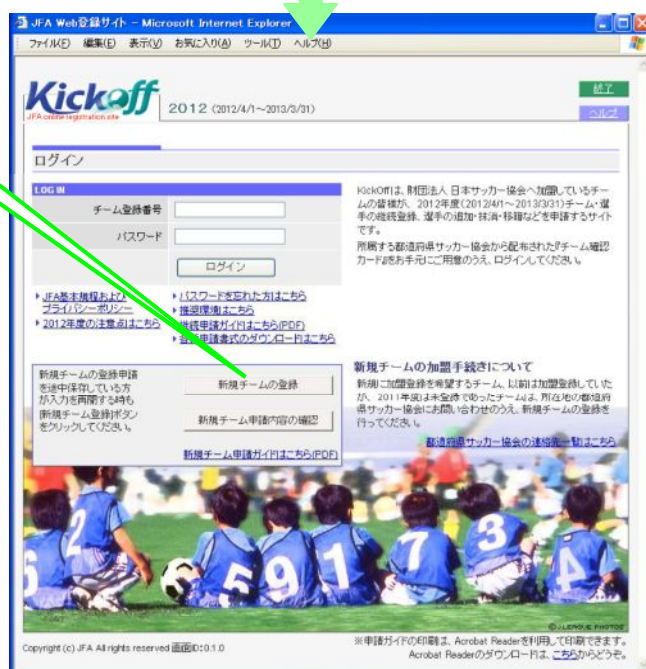 JFA Web登録サイト - Microsoft Internet Explorer
ファイル(F) 編集(E) 表示(V) お気に入り(A) ツール(T) ヘルプ(H)
Kickoff
JFA online registration site
2012 (2012/4/1～2013/3/31)
終了
ヘルプ
ログイン
LOG IN
チーム登録番号
パスワード
ログイン
JFA基本規程および
プライバシーポリシー
2012年度の注意点はこちら
パスワードを忘れた方はこちら
推奨環境はこちら
継続申請ガイドはこちら(PDF)
各種申請書式のダウンロードはこちら
KickOffは、財団法人 日本サッカー協会へ加盟しているチー
ムの皆様が、2012年度(2012/4/1～2013/3/31)チーム・選
手の継続登録、選手の追加・抹消・移籍などを申請するサイト
です。
所属する都道府県サッカー協会から配布された『チーム確認
カード』をお手元にご用意のうえ、ログインしてください。
新規チームの登録申請
を途中保存している方
が入力を再開する時も
[新規チーム登録]ボタン
をクリックしてください。
新規チームの登録
新規チーム申請内容の確認
新規チーム申請ガイドはこちら(PDF)
新規チームの加盟手続きについて
新規に加盟登録を希望するチーム、以前は加盟登録していた
が、2011年度は未登録であったチームは、所在地の都道府
県サッカー協会にお問い合わせのうえ、新規チームの登録を
行ってください。
都道府県サッカー協会の連絡先一覧はこちら
2 6 5 9 1 7 3 4
©J.LEAGUE PHOTOS
Copyright (c) JFA All rights reserved 画面ID:0.1.0
※申請ガイドの印刷は、Acrobat Readerを利用して印刷できます。
Acrobat Readerのダウンロードは、こちらからどうぞ。